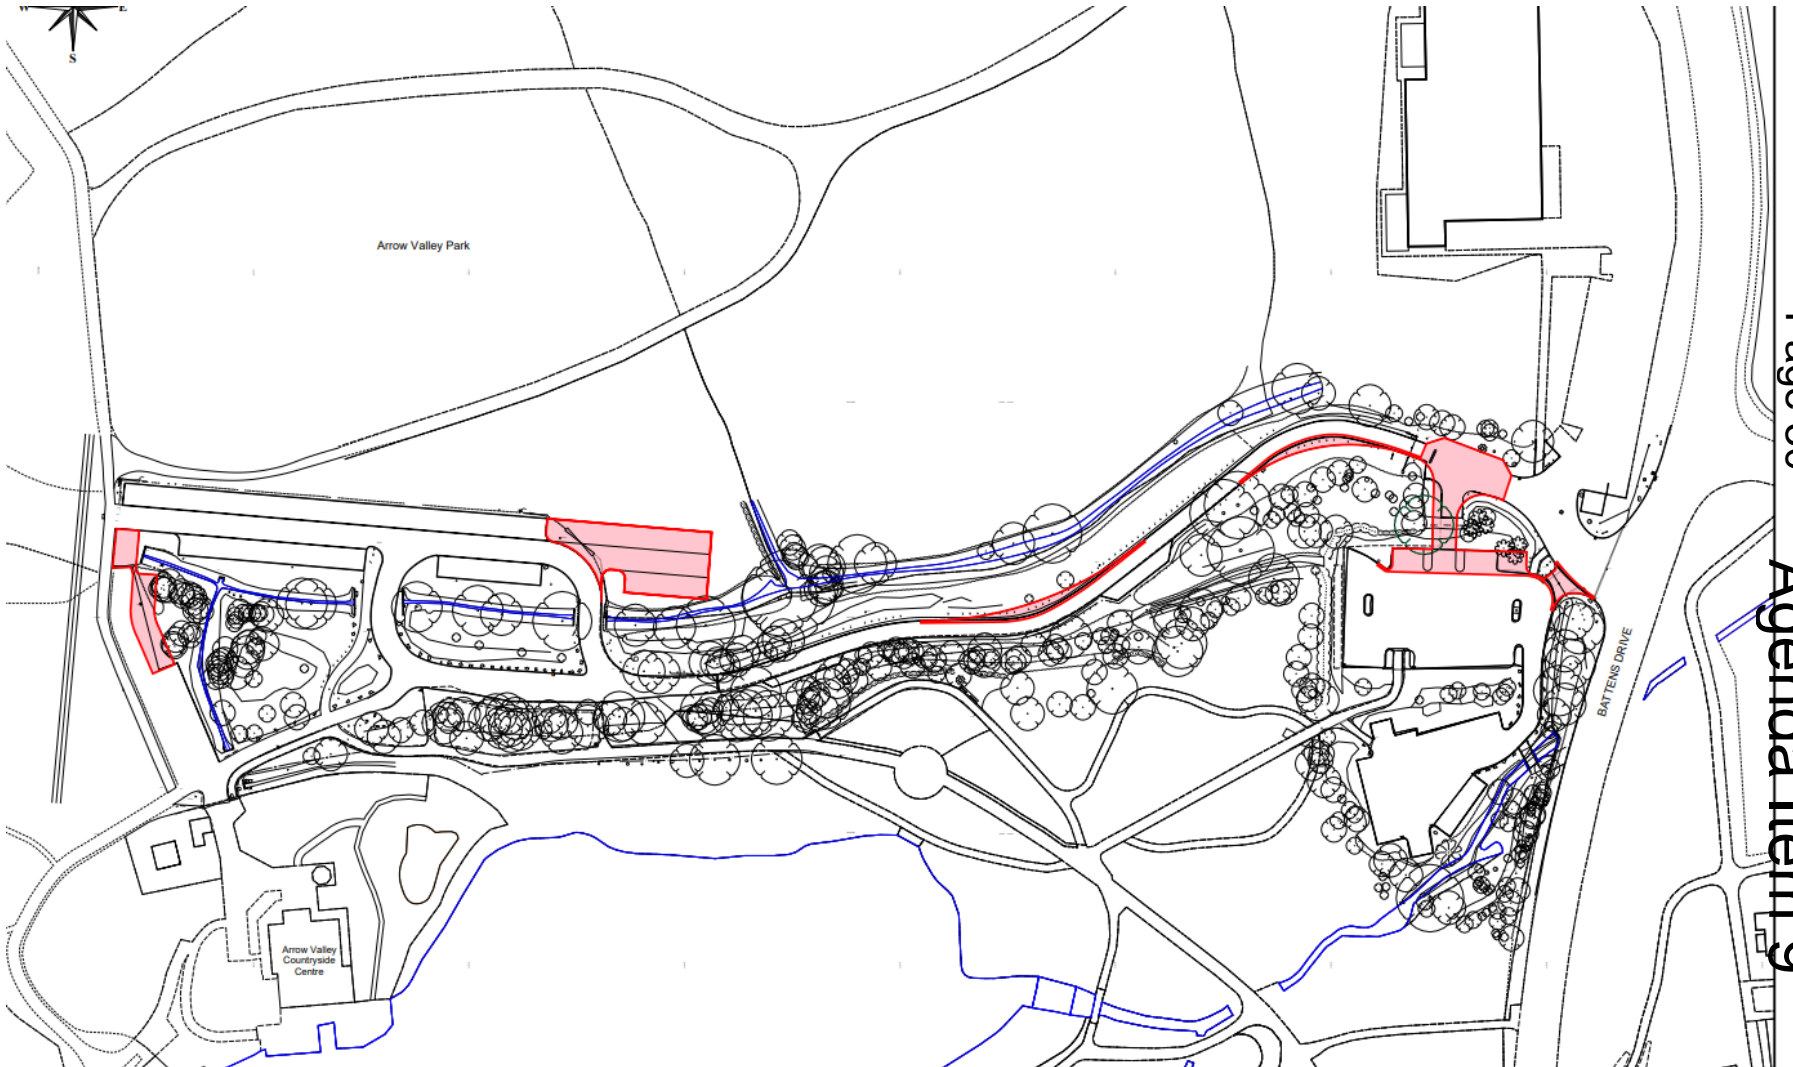 W
E
S
Arrow Valley Park
BATTENS DRIVE
Arrow Valley
Countryside
Centre
Agenda Item 9